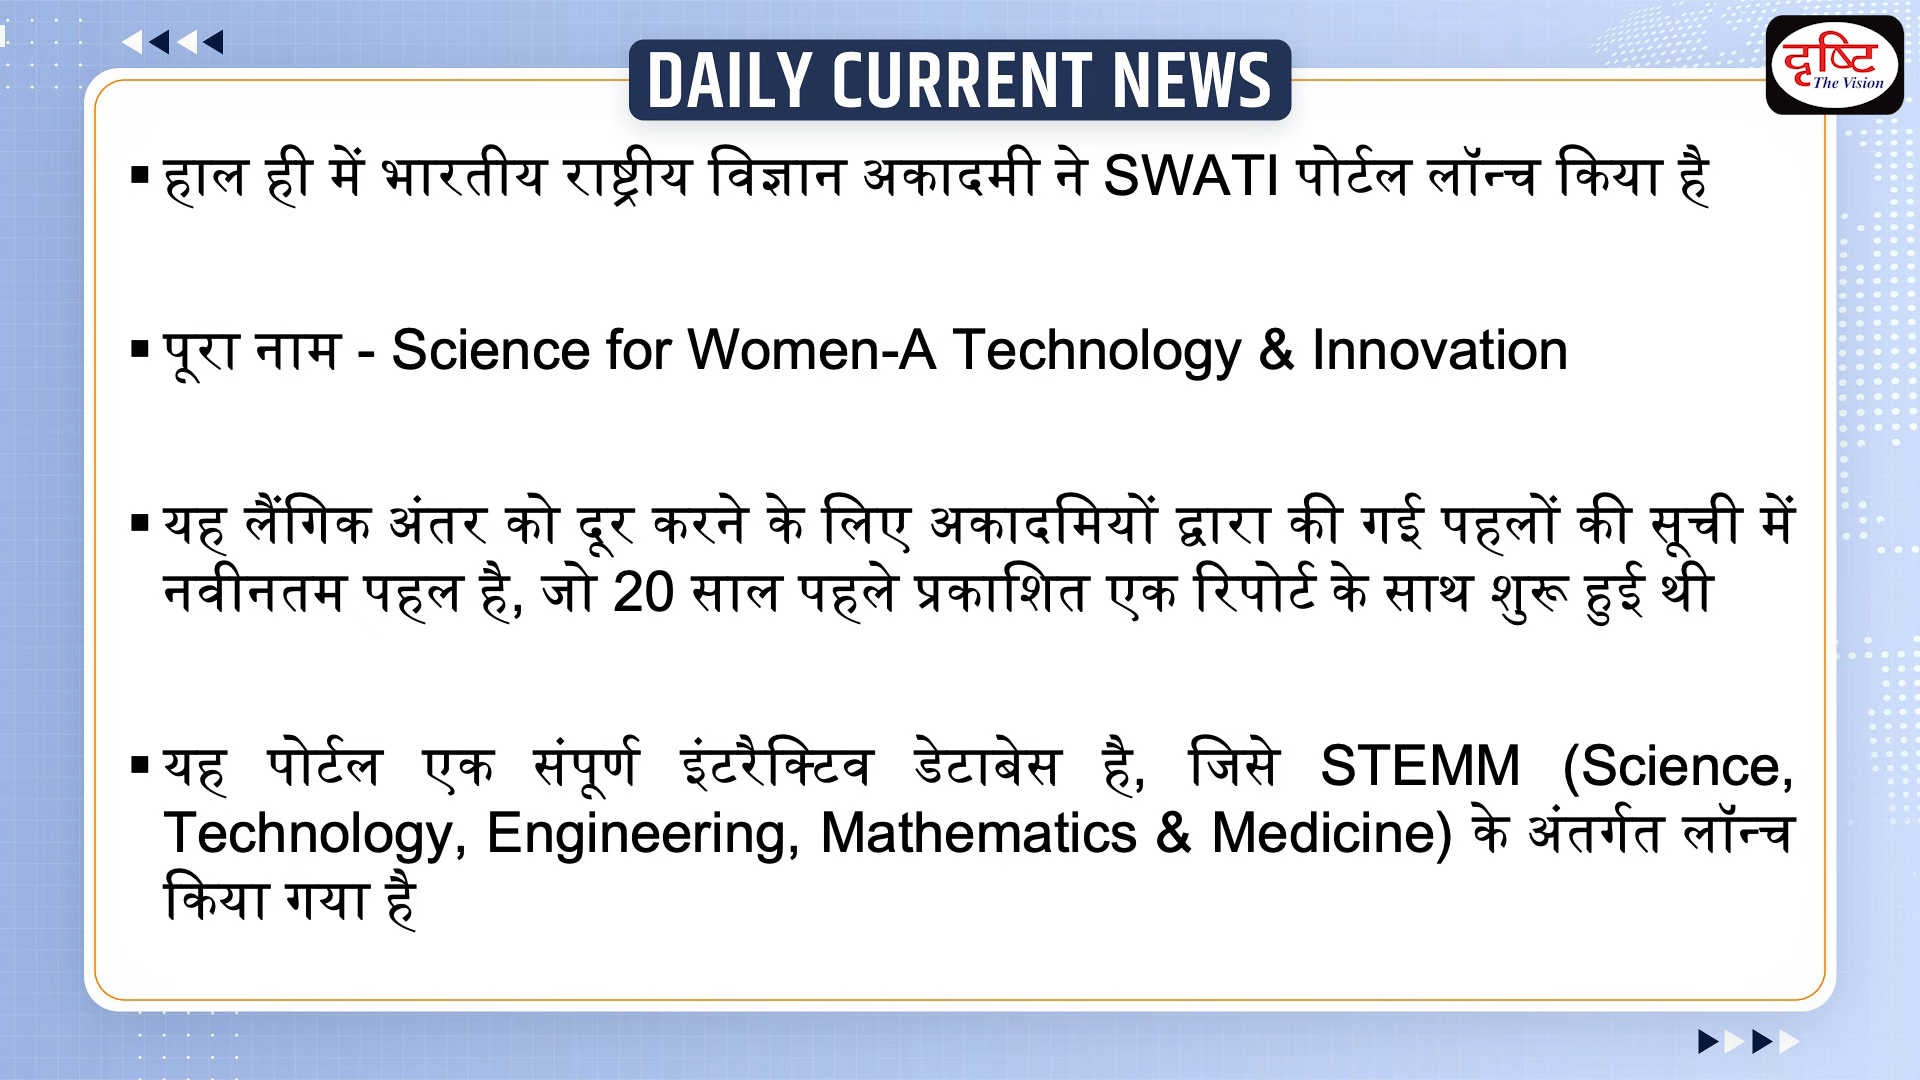 DAILY CURRENT NEWS
दृष्टि
The Vision
▪ हाल ही में भारतीय राष्ट्रीय विज्ञान अकादमी ने SWATI पोर्टल लॉन्च किया है
▪ पूरा नाम - Science for Women-A Technology & Innovation
▪ यह लैंगिक अंतर को दूर करने के लिए अकादमियों द्वारा की गई पहलों की सूची में
नवीनतम पहल है, जो 20 साल पहले प्रकाशित एक रिपोर्ट के साथ शुरू हुई थी
▪ यह पोर्टल एक संपूर्ण इंटरैक्टिव डेटाबेस है, जिसे STEMM (Science,
Technology, Engineering, Mathematics & Medicine) के अंतर्गत लॉन्च
किया गया है